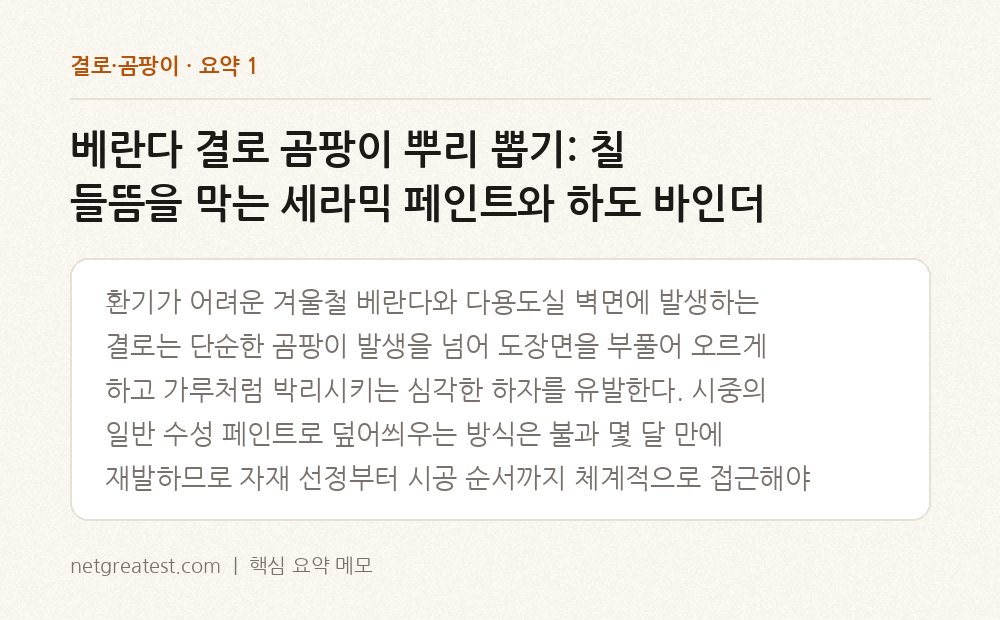 결로·곰팡이 · 요약 1
베란다 결로 곰팡이 뿌리 뽑기: 칠
들뜸을 막는 세라믹 페인트와 하도 바인더
환기가 어려운 겨울철 베란다와 다용도실 벽면에 발생하는
결로는 단순한 곰팡이 발생을 넘어 도장면을 부풀어 오르게
하고 가루처럼 박리시키는 심각한 하자를 유발한다. 시중의
일반 수성 페인트로 덮어씌우는 방식은 불과 몇 달 만에
재발하므로 자재 선정부터 시공 순서까지 체계적으로 접근해야
netgreatest.com | 핵심 요약 메모